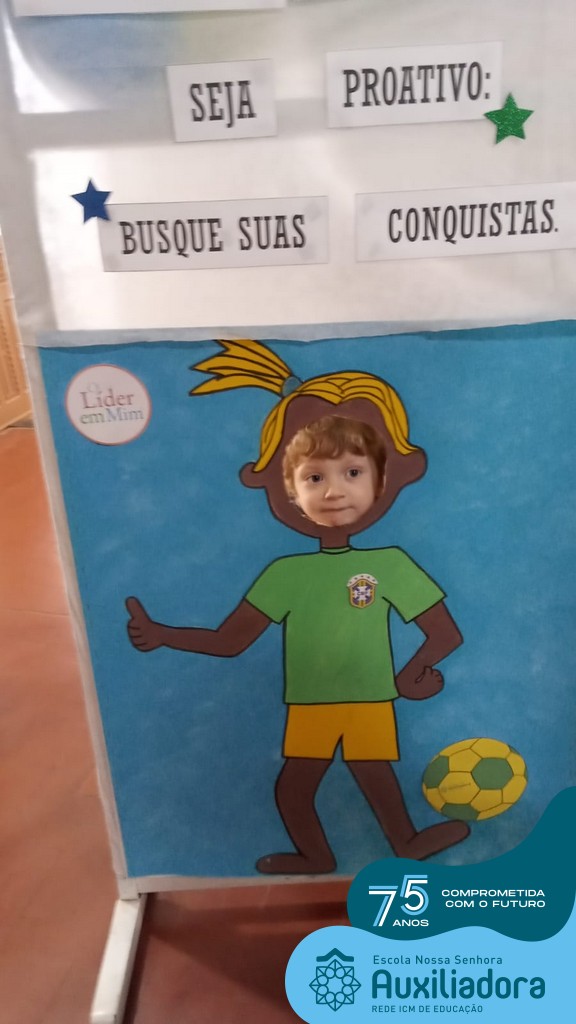 SEJA PROATIVO:
BUSQUE SUAS CONQUISTAS.
O
Líder
em Mim
75
ANOS
COMPROMETIDA
COM O FUTURO
Escola Nossa Senhora
Auxiliadora
REDE ICM DE EDUCAÇÃO